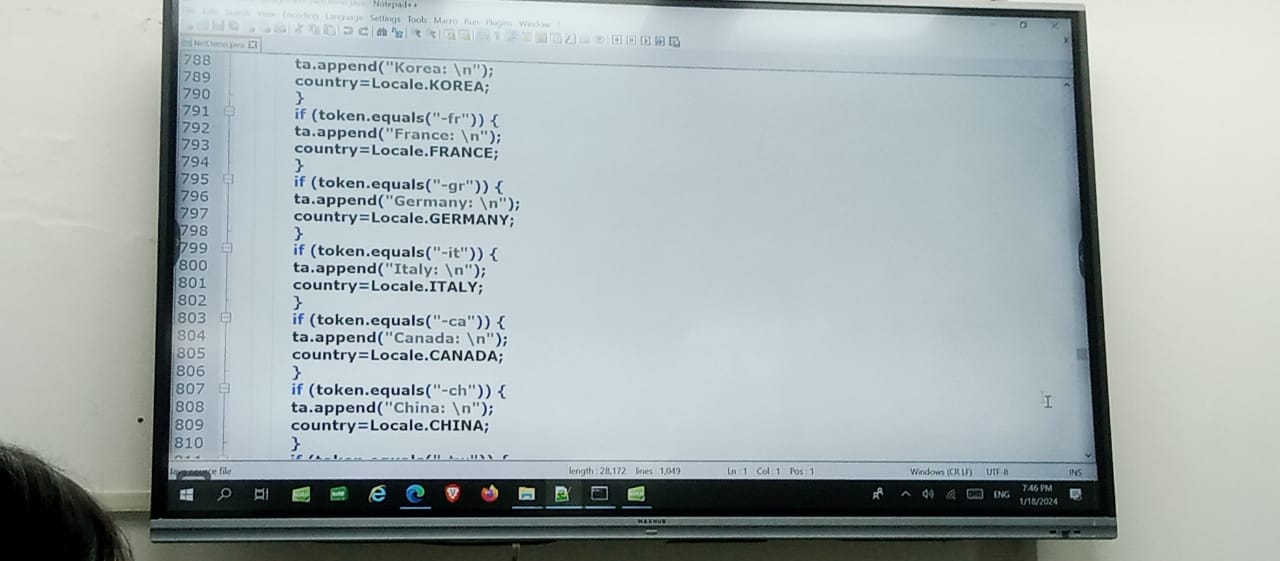 Notepad++
Edit Search View Encoding Language Settings Tools Macro Run Plugins Window
NetDemo.java
788 ta.append("Korea: \n");
789 country=Locale.KOREA;
790 }
791 if (token.equals("-fr")) {
792 ta.append("France: \n");
793 country=Locale.FRANCE;
794 }
795 if (token.equals("-gr")) {
796 ta.append("Germany: \n");
797 country=Locale.GERMANY;
798 }
799 if (token.equals("-it")) {
800 ta.append("Italy: \n");
801 country=Locale.ITALY;
802 }
803 if (token.equals("-ca")) {
804 ta.append("Canada: \n");
805 country=Locale.CANADA;
806 }
807 if (token.equals("-ch")) {
808 ta.append("China: \n");
809 country=Locale.CHINA;
810 }
Java source file length : 28,172 lines : 1,049 Ln : 1 Col : 1 Pos : 1 Windows (CR LF) UTF-8 INS
ENG 7:46 PM
1/18/2024
MAXHUB